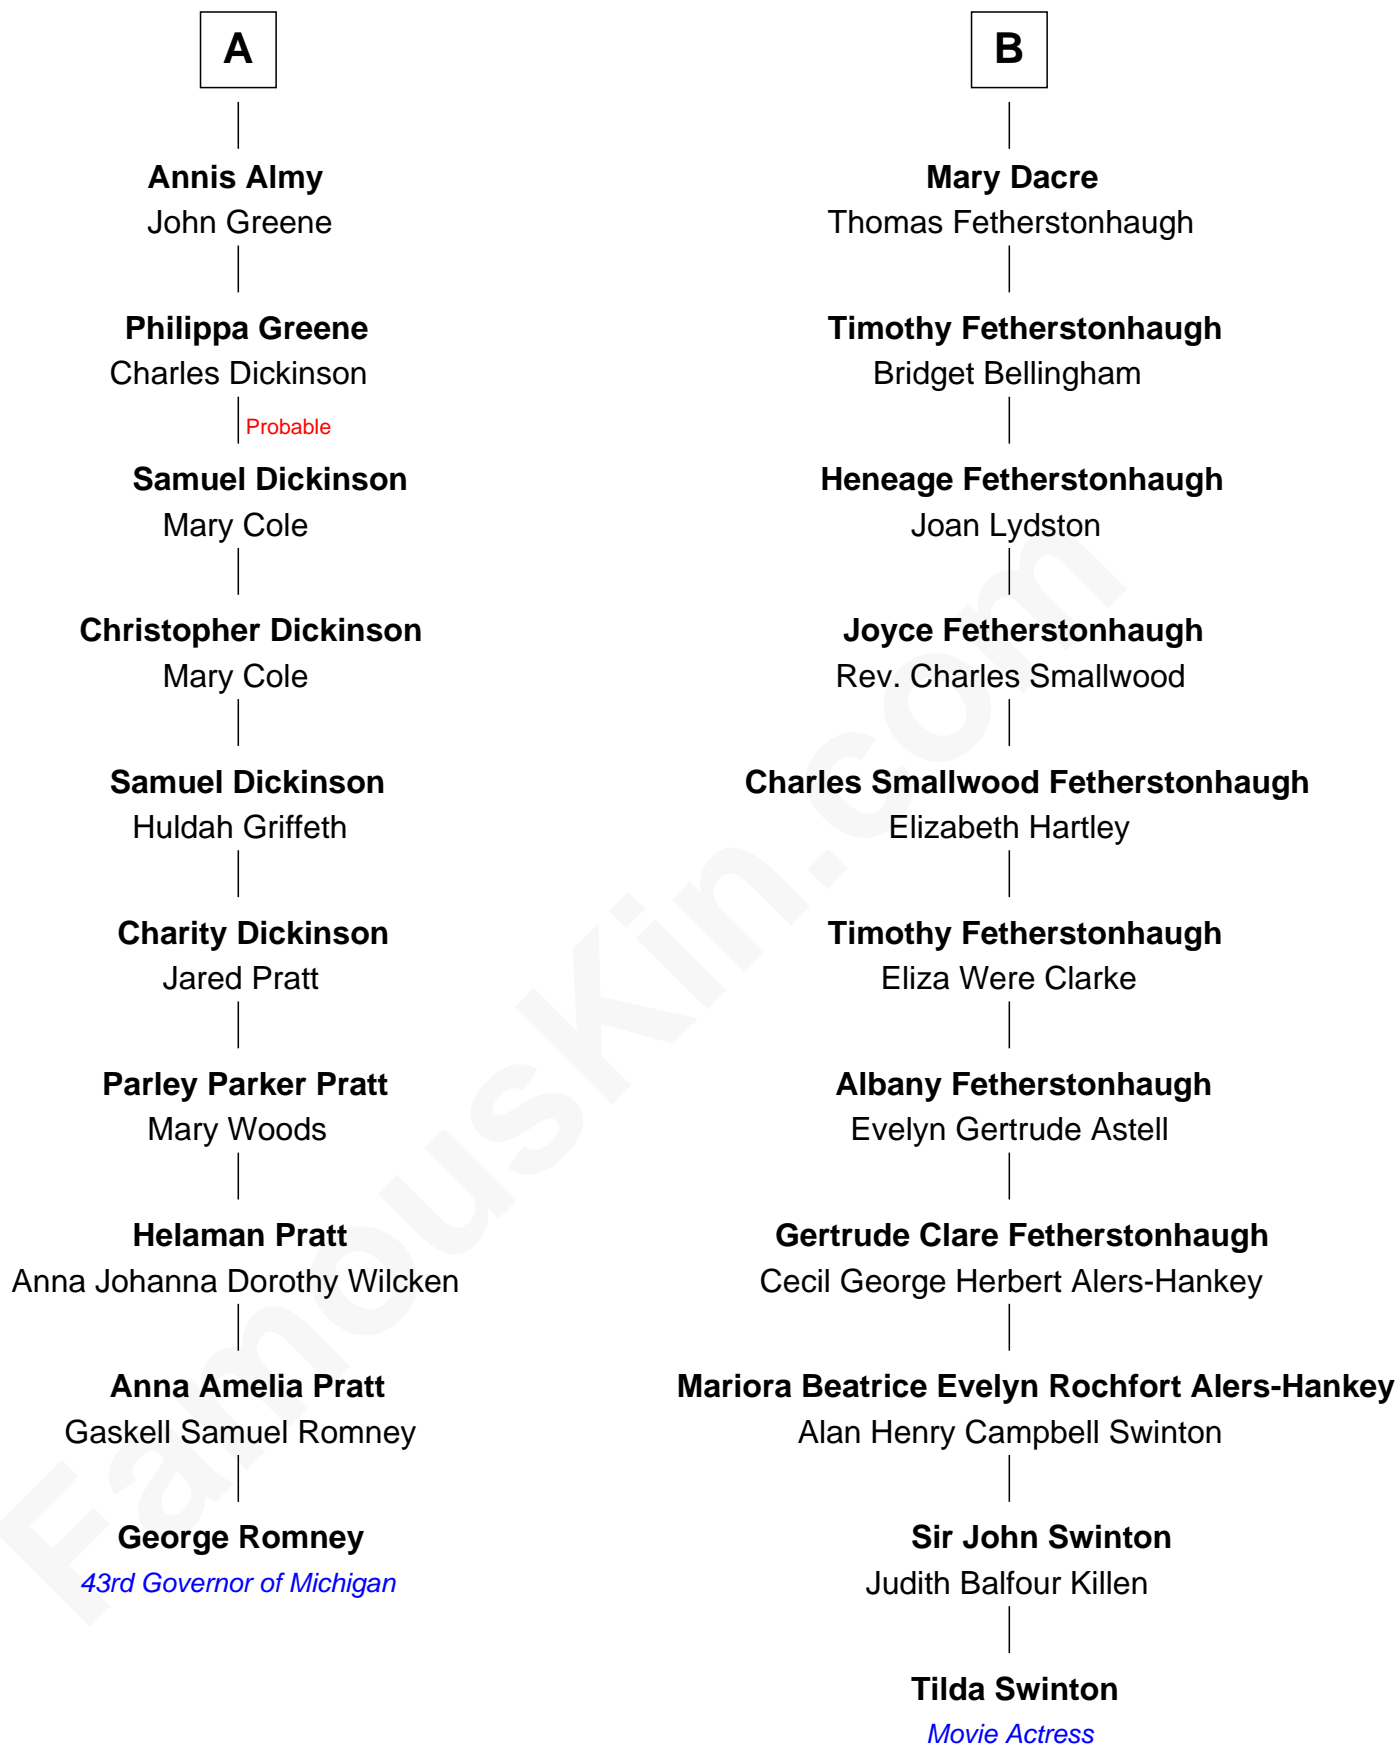 A
Annis Almy
John Greene
Philippa Greene
Charles Dickinson
Probable
Samuel Dickinson
Mary Cole
Christopher Dickinson
Mary Cole
Samuel Dickinson
Huldah Griffeth
Charity Dickinson
Jared Pratt
Parley Parker Pratt
Mary Woods
Helaman Pratt
Anna Johanna Dorothy Wilcken
Anna Amelia Pratt
Gaskell Samuel Romney
George Romney
43rd Governor of Michigan
B
Mary Dacre
Thomas Fetherstonhaugh
Timothy Fetherstonhaugh
Bridget Bellingham
Heneage Fetherstonhaugh
Joan Lydston
Joyce Fetherstonhaugh
Rev. Charles Smallwood
Charles Smallwood Fetherstonhaugh
Elizabeth Hartley
Timothy Fetherstonhaugh
Eliza Were Clarke
Albany Fetherstonhaugh
Evelyn Gertrude Astell
Gertrude Clare Fetherstonhaugh
Cecil George Herbert Alers-Hankey
Mariora Beatrice Evelyn Rochfort Alers-Hankey
Alan Henry Campbell Swinton
Sir John Swinton
Judith Balfour Killen
Tilda Swinton
Movie Actress
FamousKin.com